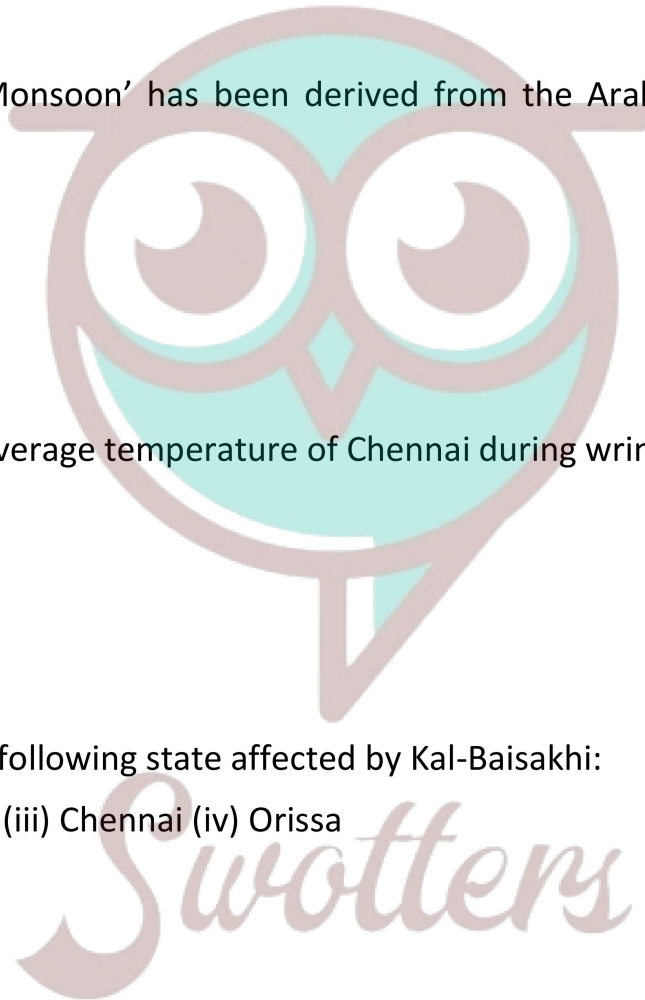 Monsoon’ has been derived from the Arab
verage temperature of Chennai during wrin
following state affected by Kal-Baisakhi:
(iii) Chennai (iv) Orissa
Swotters